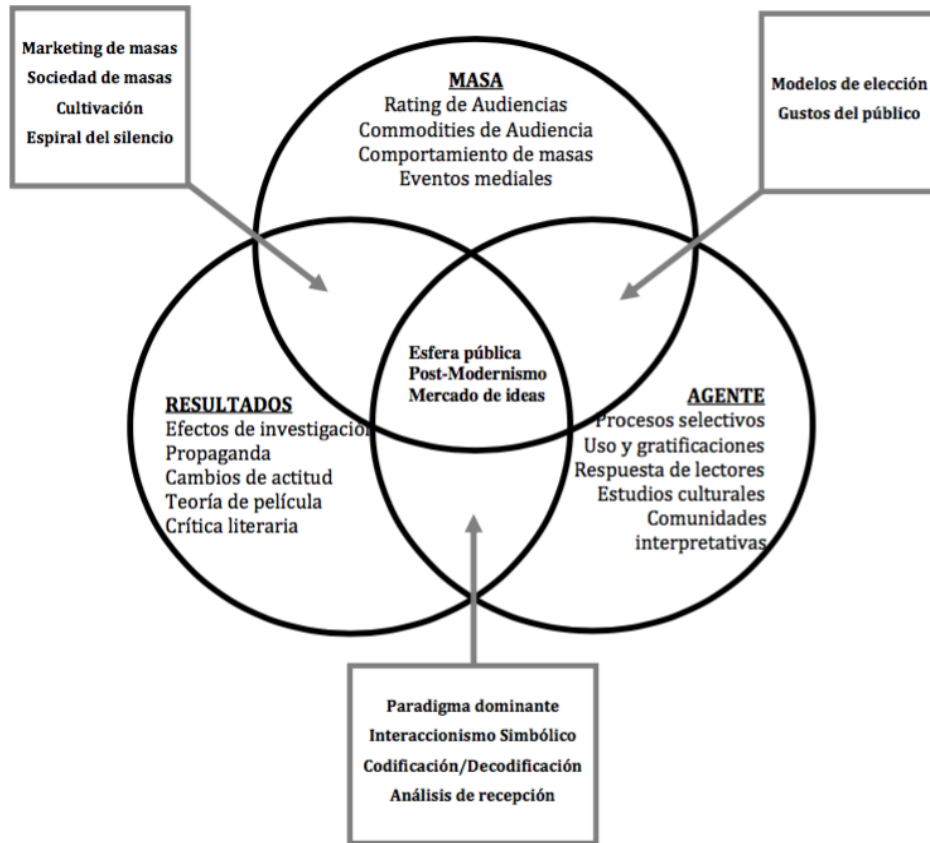 Marketing de masas
Sociedad de masas
Cultivación
Espiral del silencio
MASA
Rating de Audiencias
Commodities de Audiencia
Comportamiento de masas
Eventos mediales
Modelos de elección
Gustos del público
Esfera pública
Post-Modernismo
Mercado de ideas
RESULTADOS
Efectos de investigación
Propaganda
Cambios de actitud
Teoría de película
Crítica literaria
AGENTE
Procesos selectivos
Uso y gratificaciones
Respuesta de lectores
Estudios culturales
Comunidades
interpretativas
Paradigma dominante
Interaccionismo Simbólico
Codificación/Decodificación
Análisis de recepción